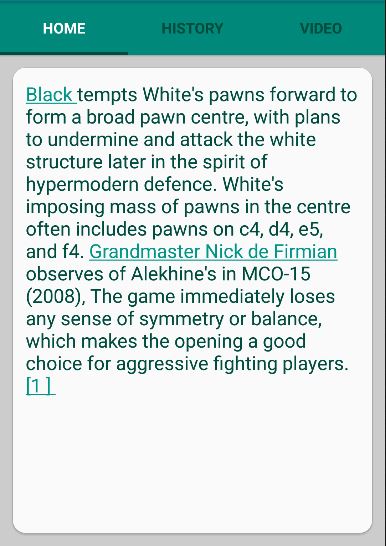 HOME HISTORY VIDEO
Black tempts White's pawns forward to
form a broad pawn centre, with plans
to undermine and attack the white
structure later in the spirit of
hypermodern defence. White's
imposing mass of pawns in the centre
often includes pawns on c4, d4, e5,
and f4. Grandmaster Nick de Firmian
observes of Alekhine's in MCO-15
(2008), The game immediately loses
any sense of symmetry or balance,
which makes the opening a good
choice for aggressive fighting players.
[1 ]